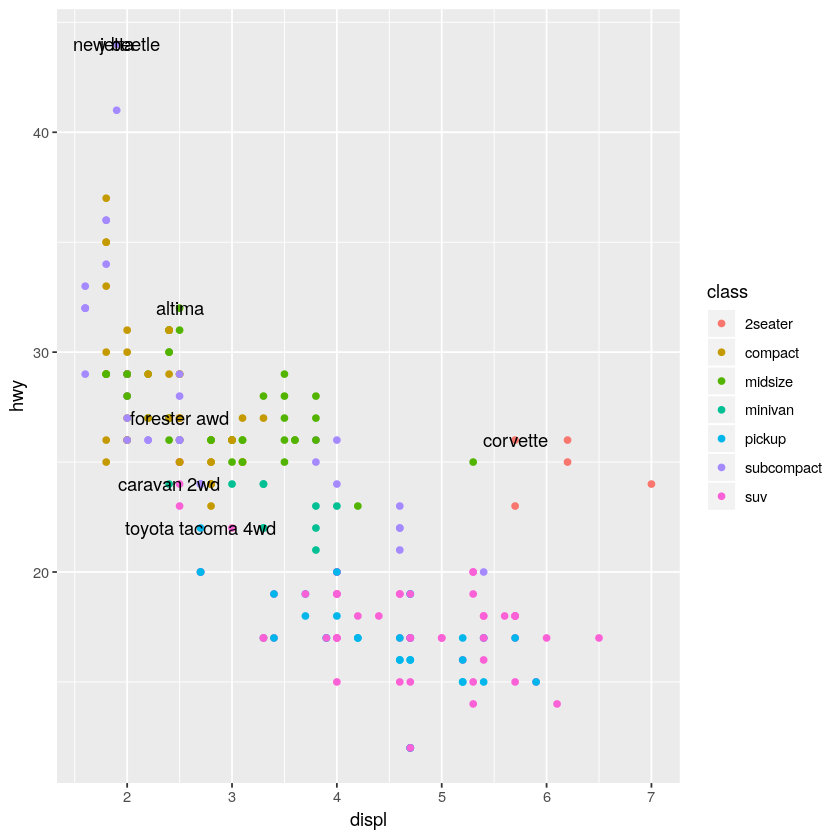 new beetle
jetta
40
altima
30
forester awd
corvette
caravan 2wd
toyota tacoma 4wd
20
hwy
2 3 4 5 6 7
displ
class
2seater
compact
midsize
minivan
pickup
subcompact
suv